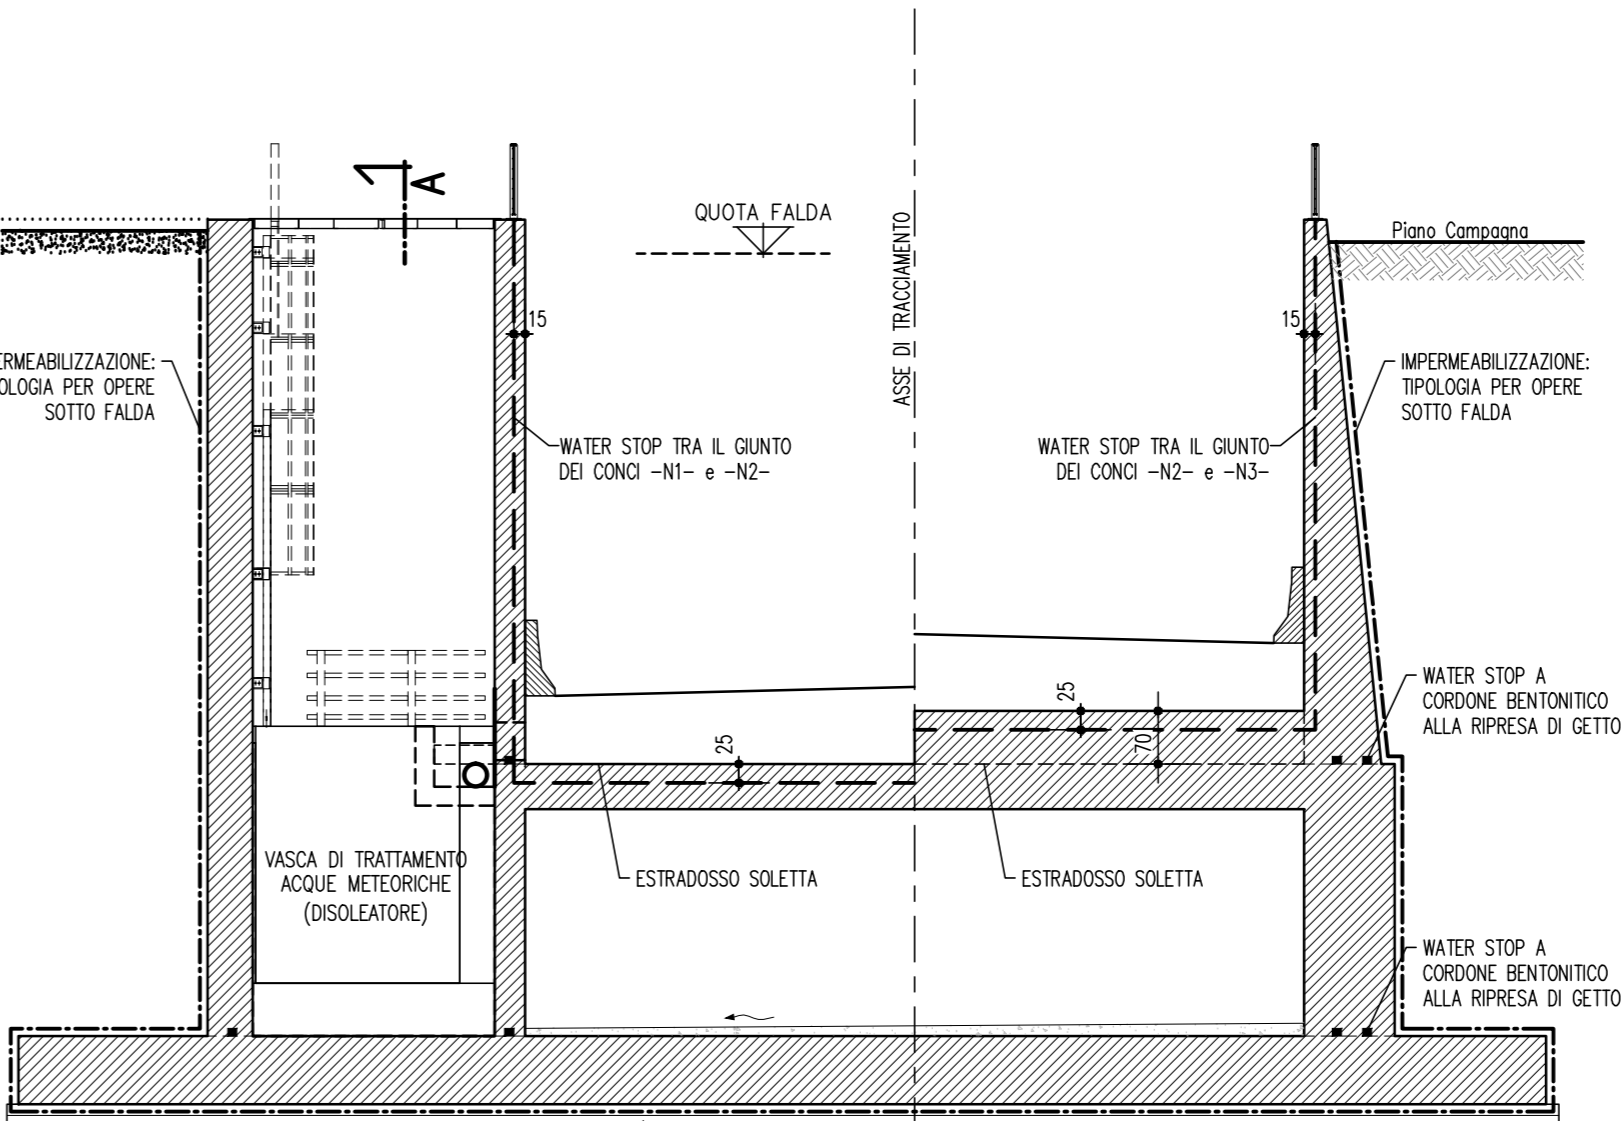 1
A
QUOTA FALDA
ASSE DI TRACCIAMENTO
Piano Campagna
15
15
ERMEABILIZZAZIONE:
OLOGIA PER OPERE
SOTTO FALDA
IMPERMEABILIZZAZIONE:
TIPOLOGIA PER OPERE
SOTTO FALDA
WATER STOP TRA IL GIUNTO
DEI CONCI -N1- e -N2-
WATER STOP TRA IL GIUNTO
DEI CONCI -N2- e -N3-
WATER STOP A
CORDONE BENTONITICO
ALLA RIPRESA DI GETTO
25
25
70
VASCA DI TRATTAMENTO
ACQUE METEORICHE
(DISOLEATORE)
ESTRADOSSO SOLETTA
ESTRADOSSO SOLETTA
WATER STOP A
CORDONE BENTONITICO
ALLA RIPRESA DI GETTO